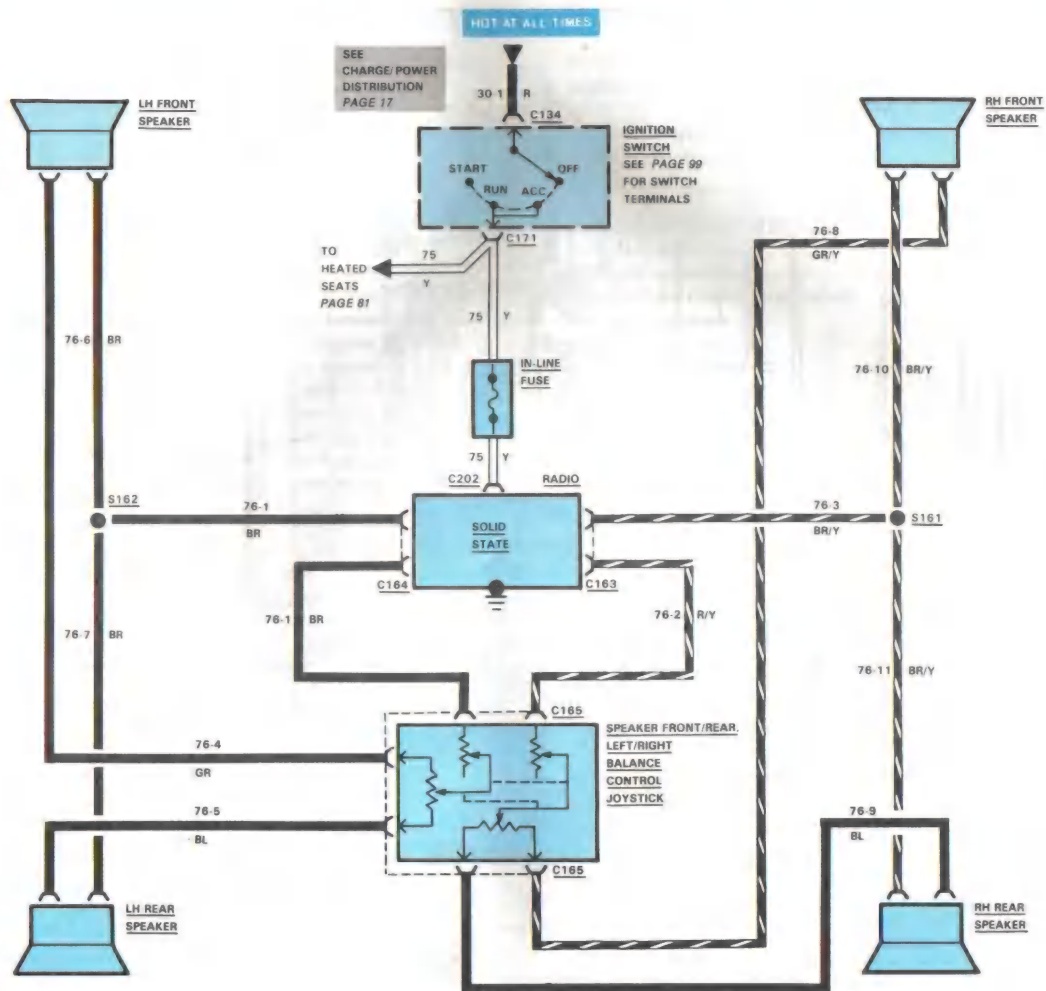 HOT AT ALL TIMES
SEE
CHARGE/POWER
DISTRIBUTION
PAGE 17
30-1 R
C134
LH FRONT
SPEAKER
RH FRONT
SPEAKER
IGNITION
SWITCH
SEE PAGE 99
FOR SWITCH
TERMINALS
START
RUN
ACC
OFF
C171
TO
HEATED
SEATS
PAGE 81
75
Y
76-8
GR/Y
75 Y
76-6 BR
IN-LINE
FUSE
76-10 BR/Y
75 Y
C202
RADIO
S162
76-1
BR
SOLID
STATE
76-3
BR/Y
S161
C164
C163
76-1 BR
76-2 R/Y
76-7 BR
76-11 BR/Y
C165
SPEAKER FRONT/REAR.
LEFT/RIGHT
BALANCE
CONTROL
JOYSTICK
76-4
GR
76-5
BL
76-9
BL
C165
LH REAR
SPEAKER
RH REAR
SPEAKER